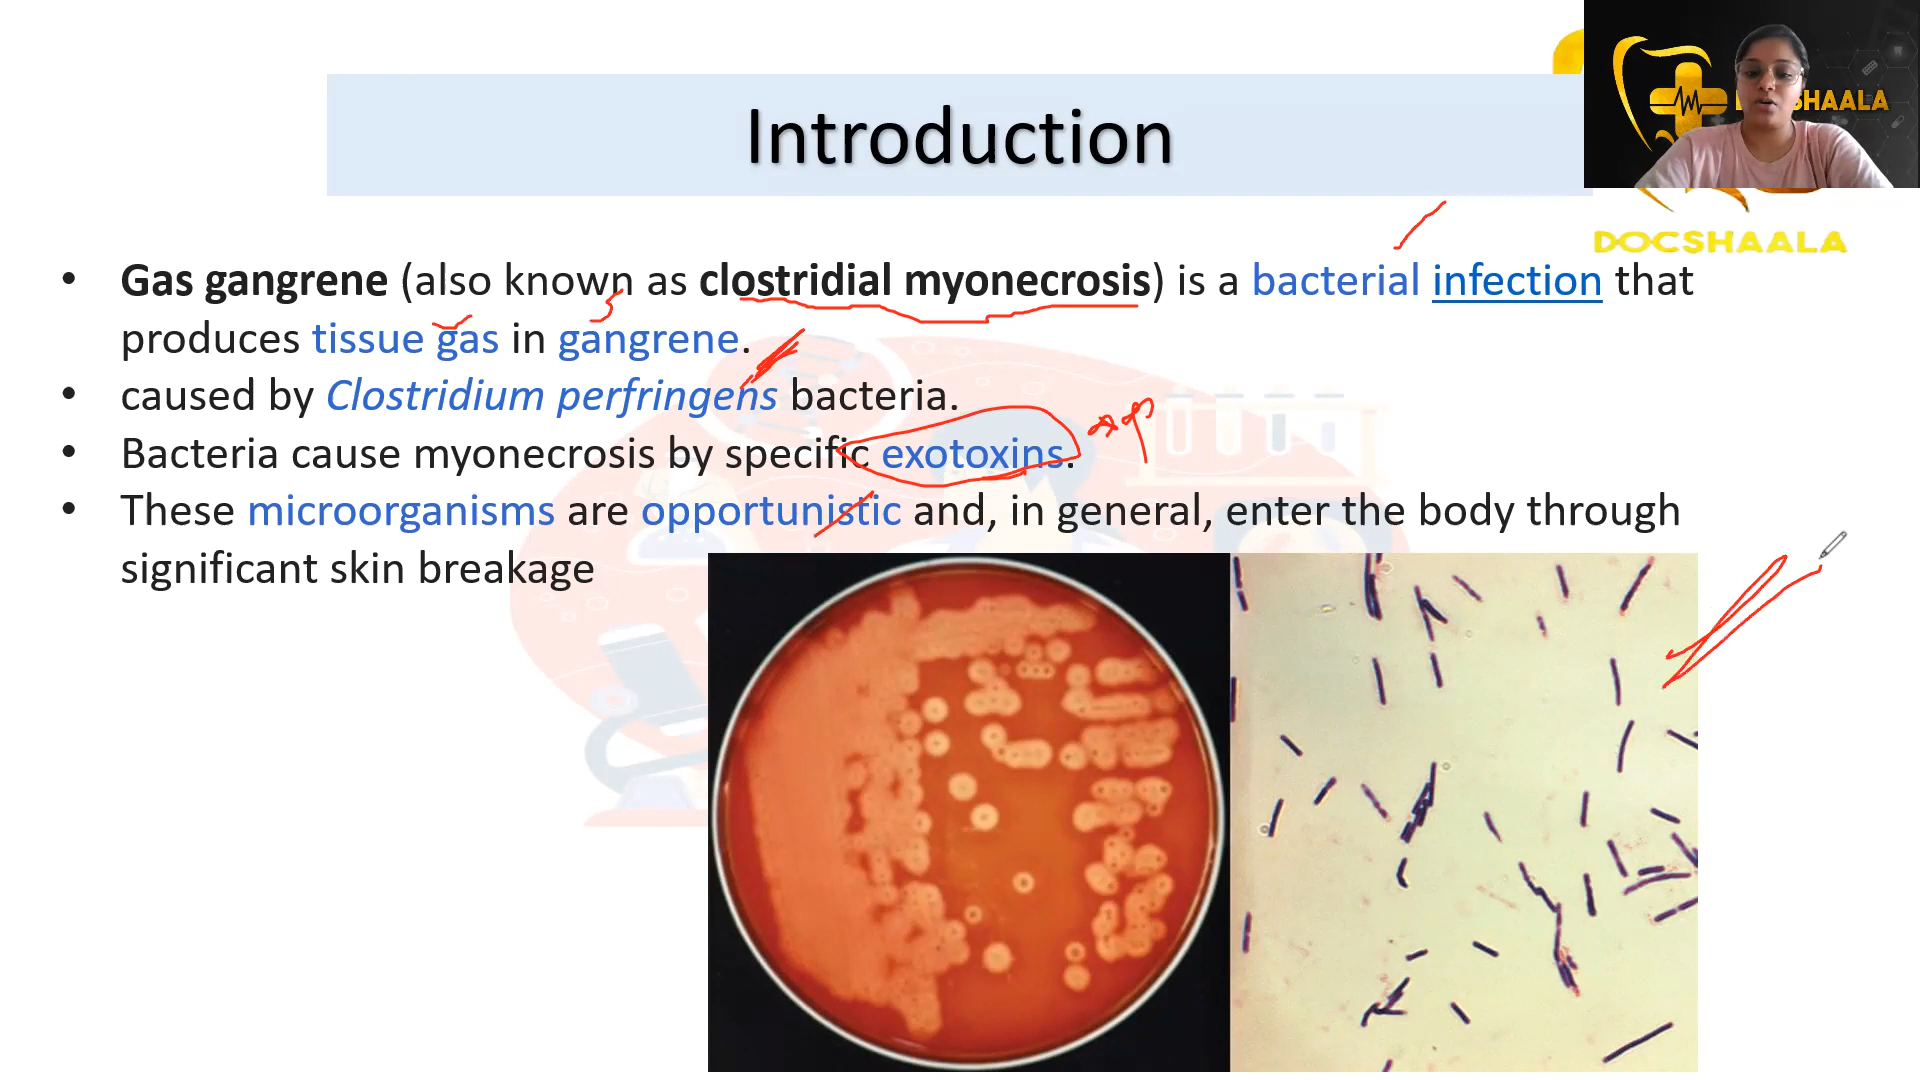 Introduction
SHAALA
DOCSHAALA
• Gas gangrene (also known as clostridial myonecrosis) is a bacterial infection that
produces tissue gas in gangrene.
• caused by Clostridium perfringens bacteria.
• Bacteria cause myonecrosis by specific exotoxins.
• These microorganisms are opportunistic and, in general, enter the body through
significant skin breakage